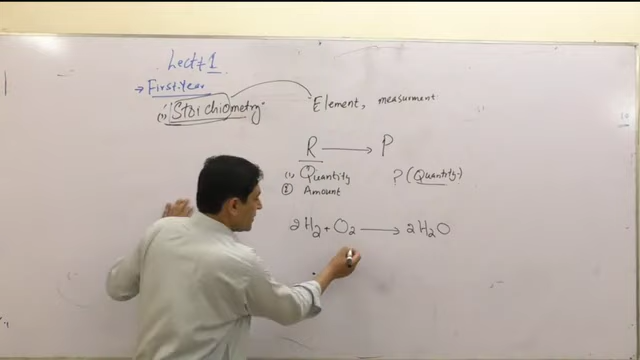 Lect # 1
→ First Year
(1) Stoichiometry Element, measurment
R ⟶ P
(1) Quantity P (Quantity)
② Amount
2H₂ + O₂ ⟶ 2H₂O